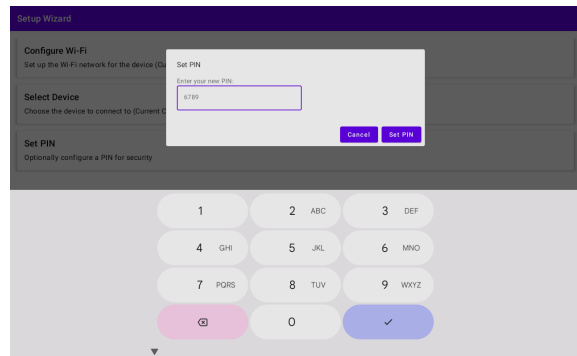 Setup Wizard
Configure Wi-Fi
Set up the Wi-Fi network for the device (Cu
Select Device
Choose the device to connect to (Current C
Set PIN
Optionally configure a PIN for security
Set PIN
Enter your new PIN:
6789
Cancel Set PIN
1 2 ABC 3 DEF
4 GHI 5 JKL 6 MNO
7 PQRS 8 TUV 9 WXYZ
0